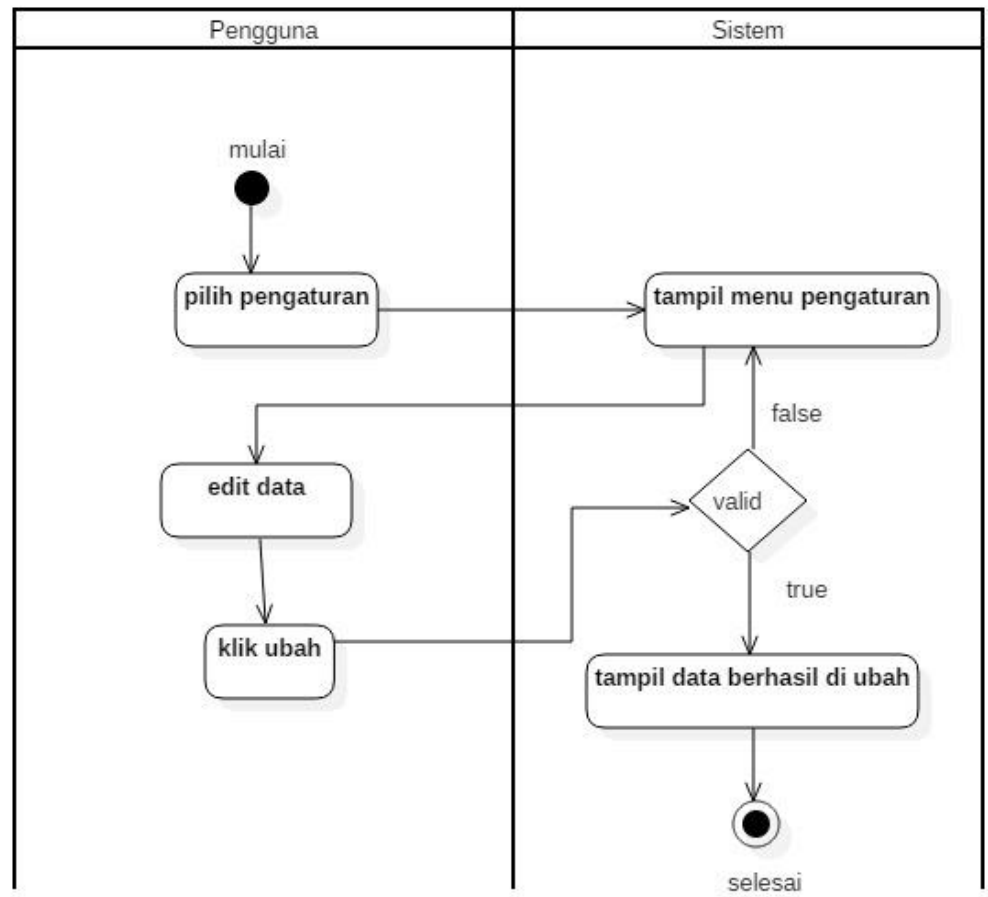 Pengguna
Sistem
mulai
pilih pengaturan
tampil menu pengaturan
false
edit data
valid
true
klik ubah
tampil data berhasil di ubah
selesai